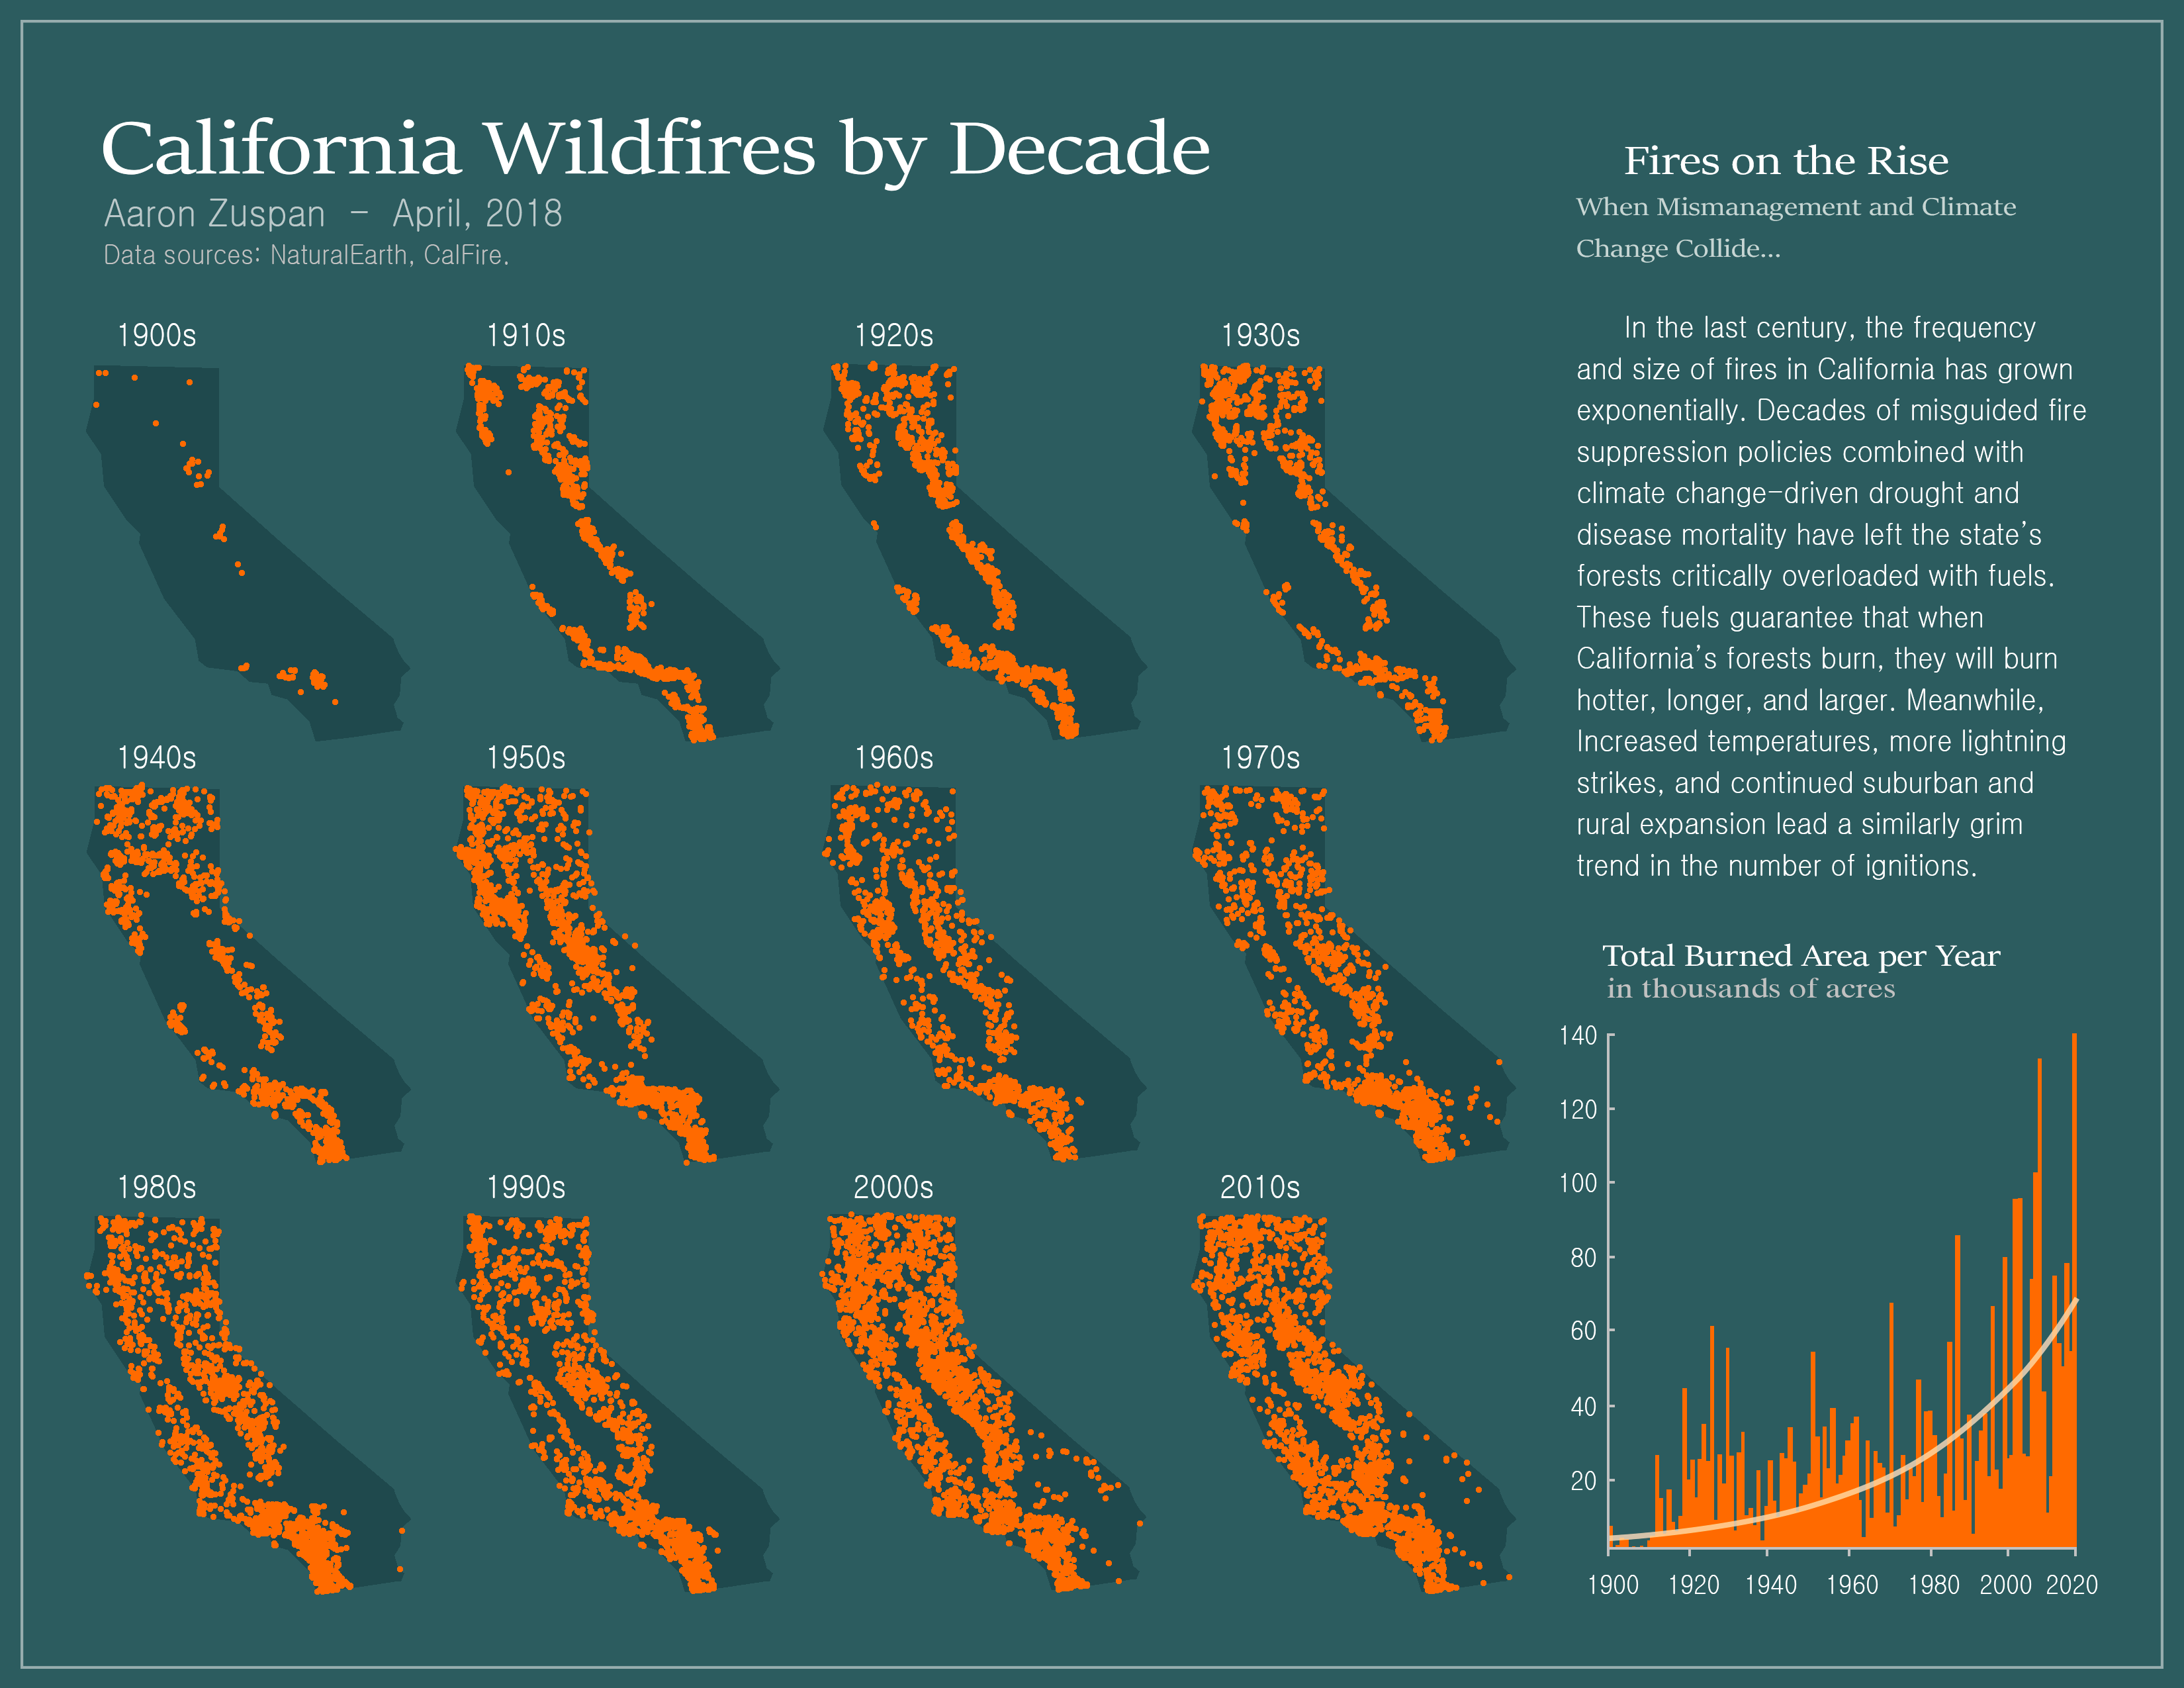 California Wildfires by Decade
Aaron Zuspan - April, 2018
Data sources: NaturalEarth, CalFire.
1900s
1910s
1920s
1930s
1940s
1950s
1960s
1970s
1980s
1990s
2000s
2010s
Fires on the Rise
When Mismanagement and Climate
Change Collide...
In the last century, the frequency
and size of fires in California has grown
exponentially. Decades of misguided fire
suppression policies combined with
climate change-driven drought and
disease mortality have left the state's
forests critically overloaded with fuels.
These fuels guarantee that when
California's forests burn, they will burn
hotter, longer, and larger. Meanwhile,
Increased temperatures, more lightning
strikes, and continued suburban and
rural expansion lead a similarly grim
trend in the number of ignitions.
Total Burned Area per Year
in thousands of acres
140
120
100
80
60
40
20
1900 1920 1940 1960 1980 2000 2020